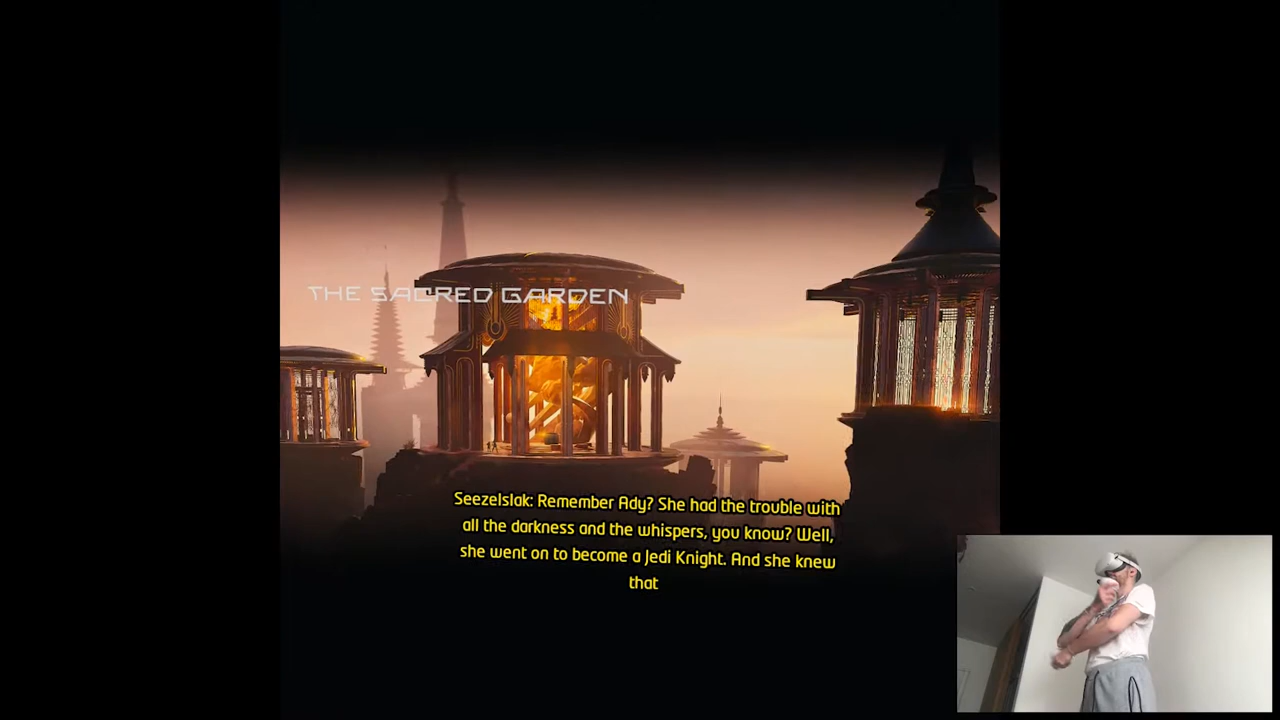 THE SACRED GARDEN
Seezelslak: Remember Ady? She had the trouble with
all the darkness and the whispers, you know? Well,
she went on to become a Jedi Knight. And she knew
that